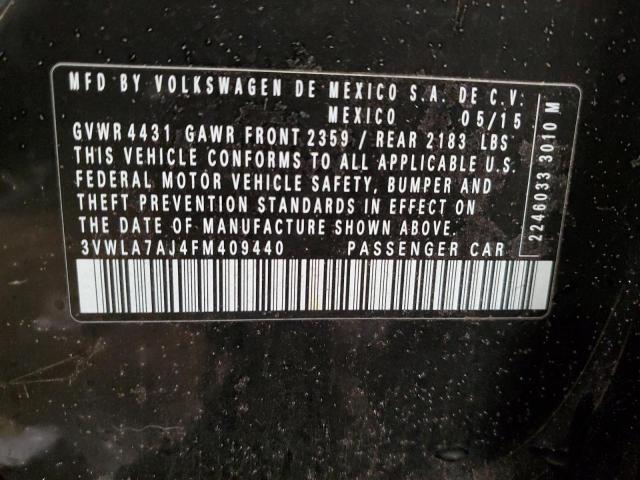 MFD BY VOLKSWAGEN DE MEXICO S.A. DE C.V.
MEXICO 05/15
GVWR 4431 GAWR FRONT 2359 / REAR 2183 LBS
THIS VEHICLE CONFORMS TO ALL APPLICABLE U.S.
FEDERAL MOTOR VEHICLE SAFETY, BUMPER AND
THEFT PREVENTION STANDARDS IN EFFECT ON
THE DATE OF MANUFACTURE SHOWN ABOVE.
3VWLA7AJ4FM409440 PASSENGER CAR
2246033 3010 M